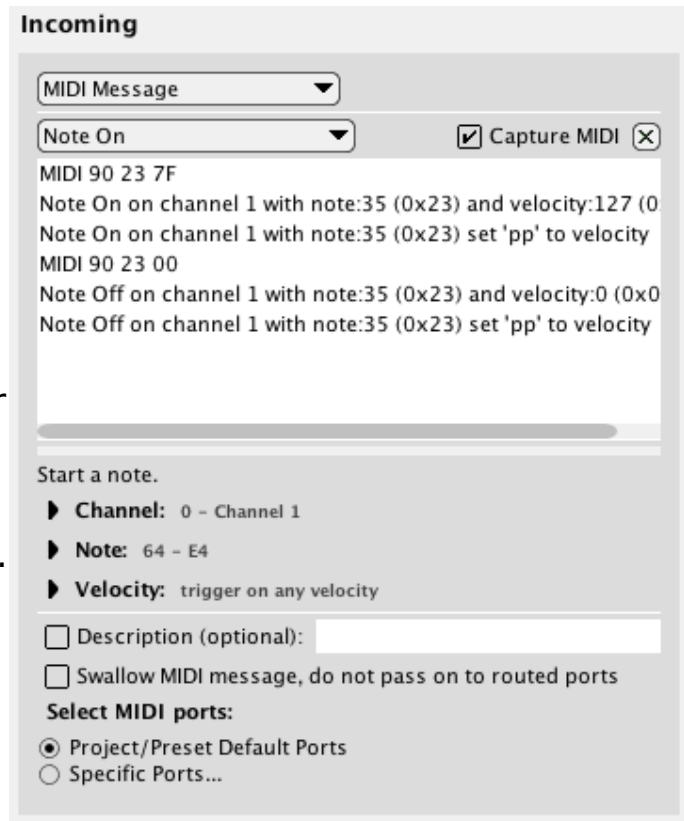 Incoming
MIDI Message
Note On
Capture MIDI
MIDI 90 23 7F
Note On on channel 1 with note:35 (0x23) and velocity:127 (0
Note On on channel 1 with note:35 (0x23) set 'pp' to velocity
MIDI 90 23 00
Note Off on channel 1 with note:35 (0x23) and velocity:0 (0x0
Note Off on channel 1 with note:35 (0x23) set 'pp' to velocity
Start a note.
Channel: 0 – Channel 1
Note: 64 – E4
Velocity: trigger on any velocity
Description (optional):
Swallow MIDI message, do not pass on to routed ports
Select MIDI ports:
Project/Preset Default Ports
Specific Ports...